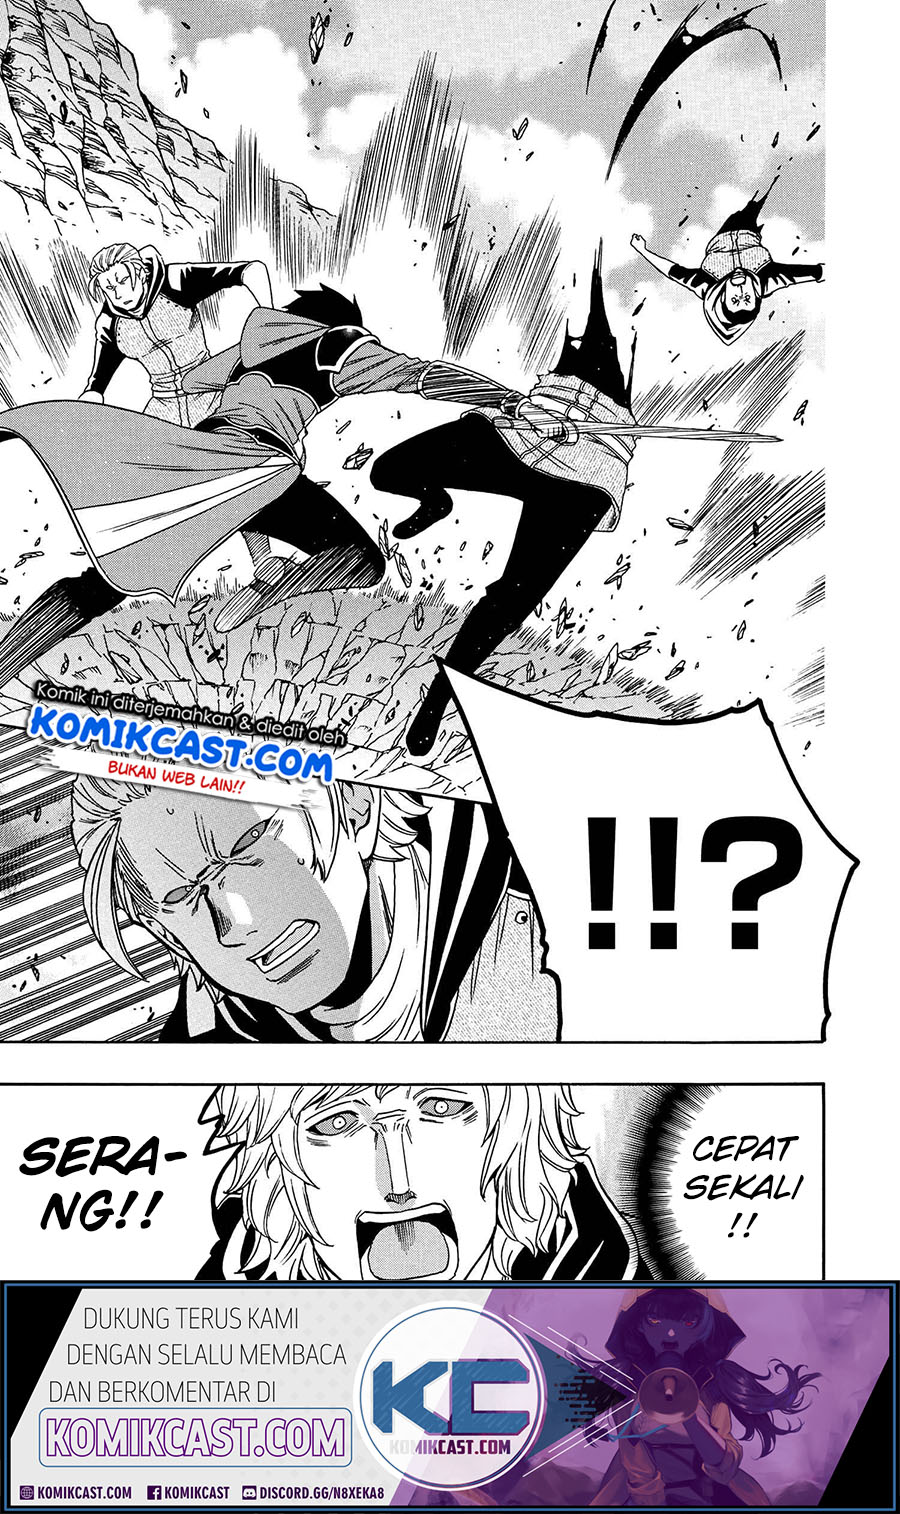 Komik ini diterjemahkan & diedit oleh
KOMIKCAST.COM
BUKAN WEB LAIN!!
!!?
CEPAT
SEKALI
!!
SERA-
NG!!
DUKUNG TERUS KAMI
DENGAN SELALU MEMBACA
DAN BERKOMENTAR DI
KOMIKCAST.COM
KC
KOMIKCAST.COM
KOMIKCAST.COM
KOMIKCAST
DISCORD.GG/N8XEKA8